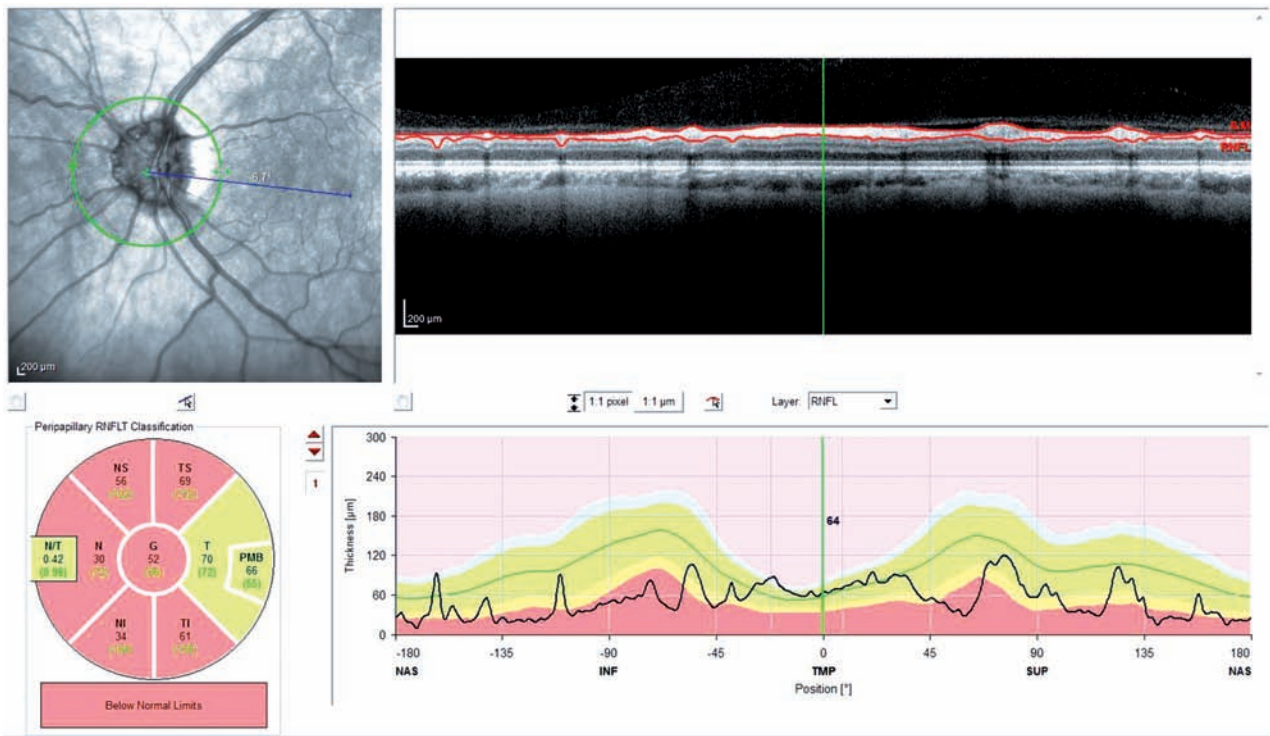 6.7°
200 µm
ILM
RNFL
200 µm
1:1 pixel
1:1 µm
Layer:
RNFL
Peripapillary RNFLT Classification
NS
56
TS
69
N/T
0.42
(0.98)
N
30
G
52
T
70
(72)
PMB
66
(55)
NI
34
TI
61
Below Normal Limits
1
Thickness [µm]
300
240
180
120
60
0
64
-180
-135
-90
-45
0
45
90
135
180
NAS
INF
TMP
SUP
NAS
Position [°]